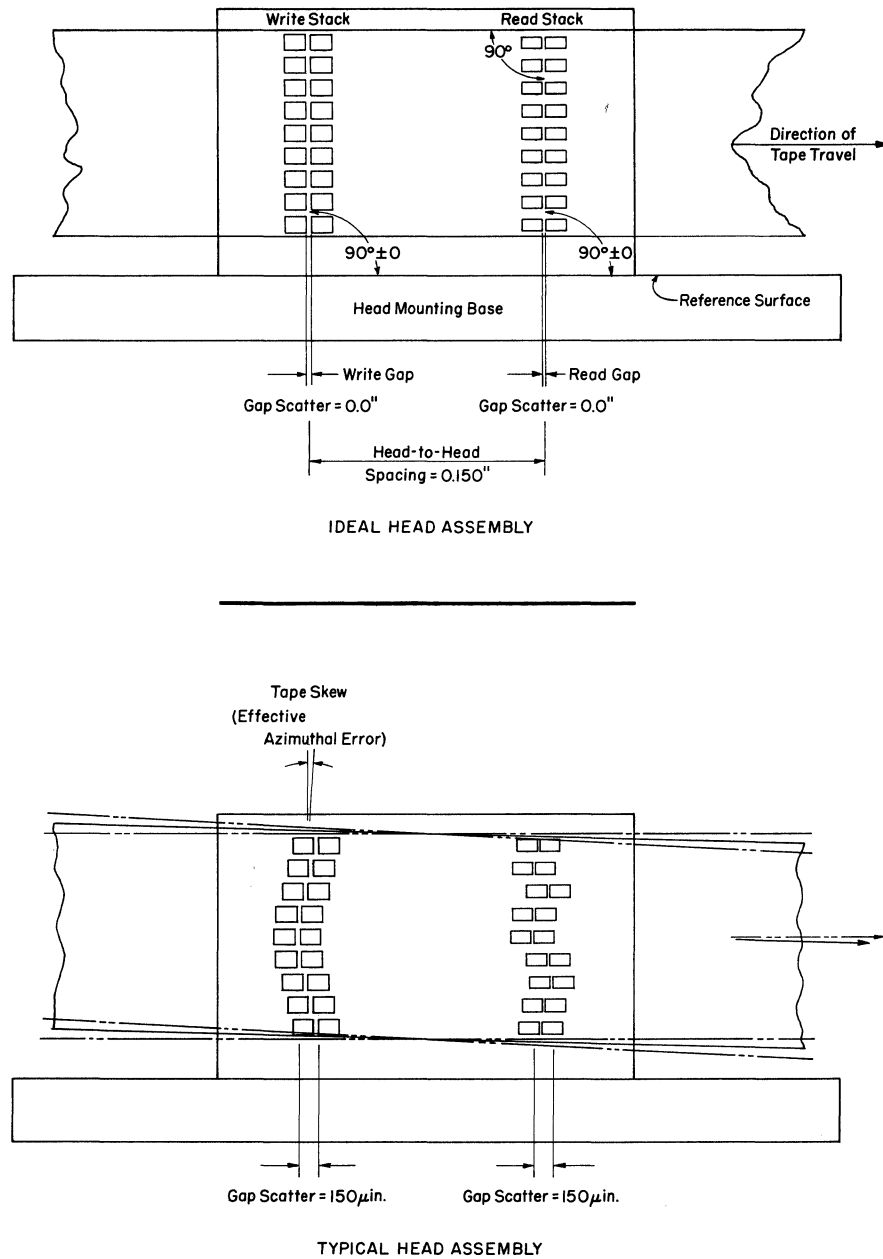 Write Stack
Read Stack
90°
Direction of
Tape Travel
90°±0
90°±0
Reference Surface
Head Mounting Base
Write Gap
Read Gap
Gap Scatter = 0.0"
Gap Scatter = 0.0"
Head-to-Head
Spacing = 0.150"
IDEAL HEAD ASSEMBLY
Tape Skew
(Effective
Azimuthal Error)
Gap Scatter = 150μin.
Gap Scatter = 150μin.
TYPICAL HEAD ASSEMBLY